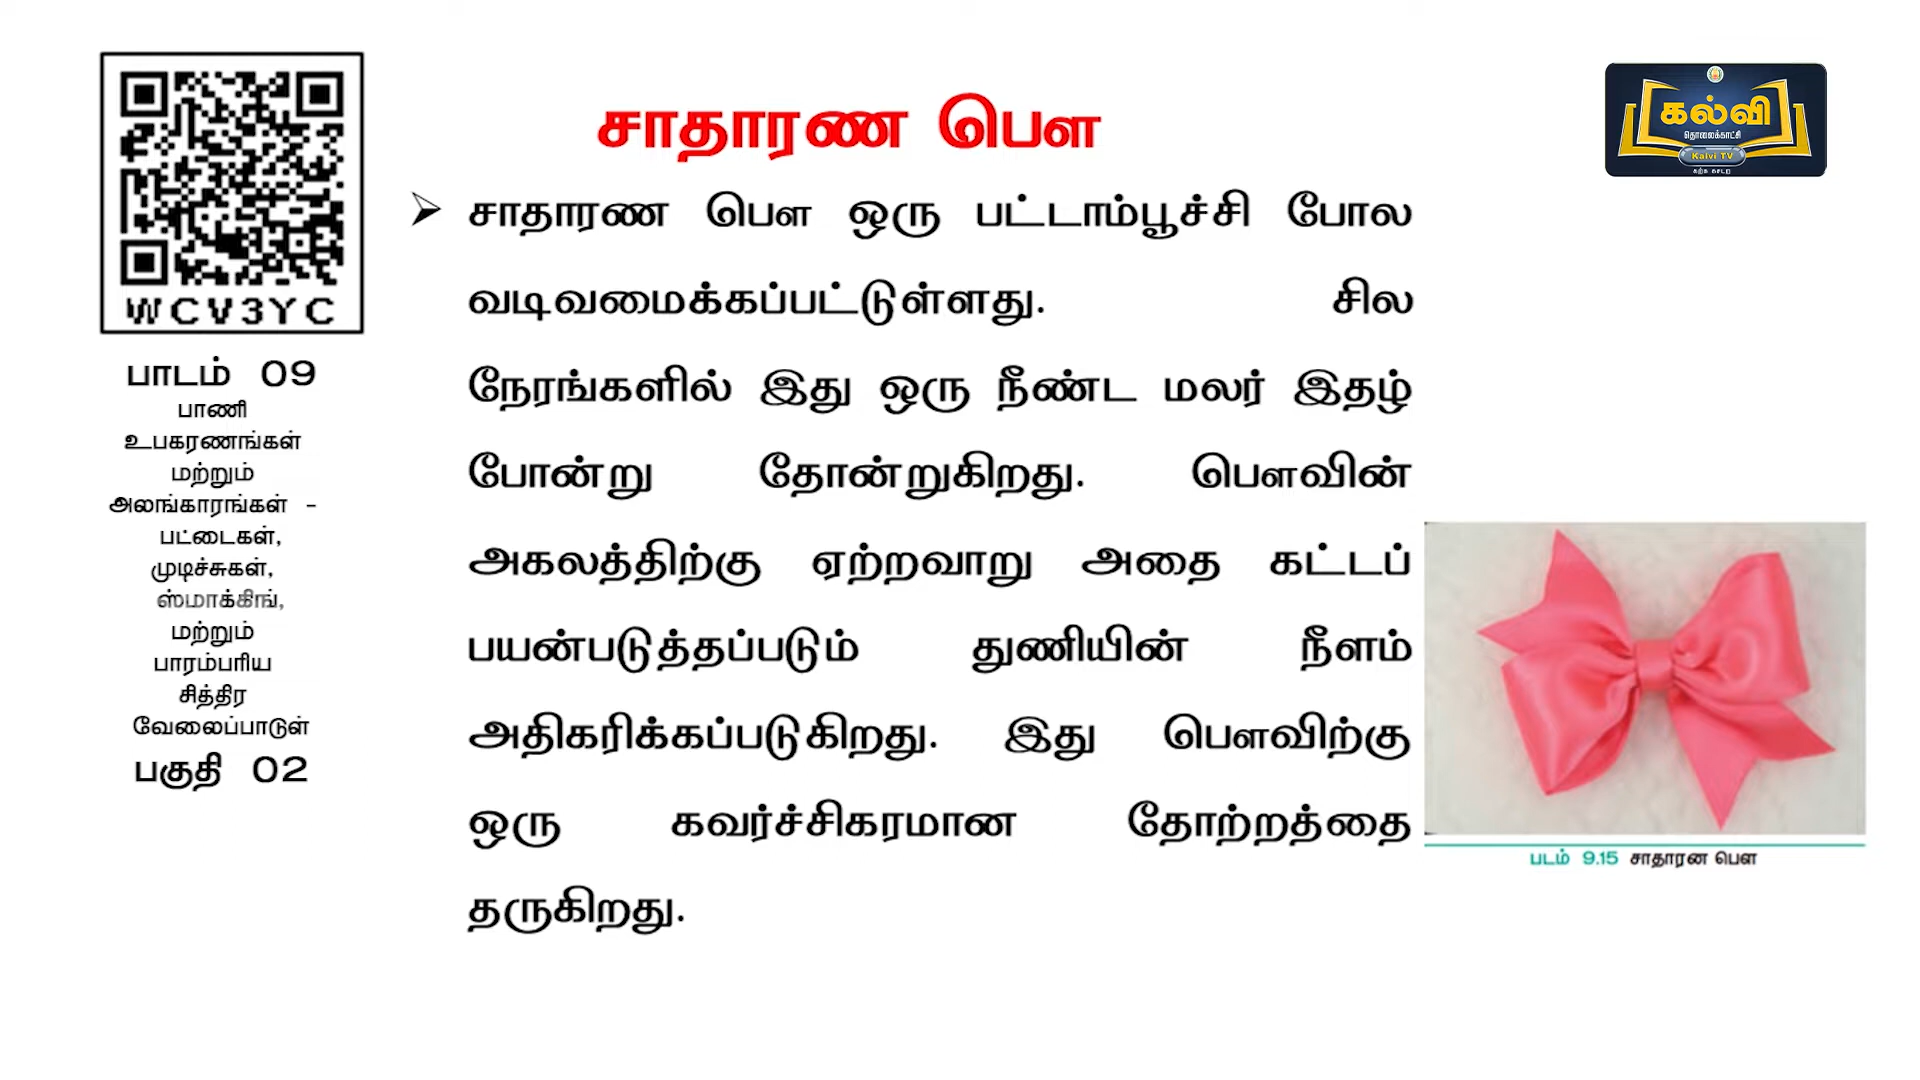 WCV3YC
பாடம் 09
பாணி
உபகரணங்கள்
மற்றும்
அலங்காரங்கள் -
பட்டைகள்,
முடிச்சுகள்,
ஸ்மாக்கிங்,
மற்றும்
பாரம்பரிய
சித்திர
வேலைப்பாடுள்
பகுதி 02
சாதாரண பௌ
➢ சாதாரண பௌ ஒரு பட்டாம்பூச்சி போல
வடிவமைக்கப்பட்டுள்ளது. சில
நேரங்களில் இது ஒரு நீண்ட மலர் இதழ்
போன்று தோன்றுகிறது. பௌவின்
அகலத்திற்கு ஏற்றவாறு அதை கட்டப்
பயன்படுத்தப்படும் துணியின் நீளம்
அதிகரிக்கப்படுகிறது. இது பௌவிற்கு
ஒரு கவர்ச்சிகரமான தோற்றத்தை
தருகிறது.
கல்வி
தொலைக்காட்சி
Kalvi TV
கற்க கசடற
படம் 9.15 சாதாரன பௌ